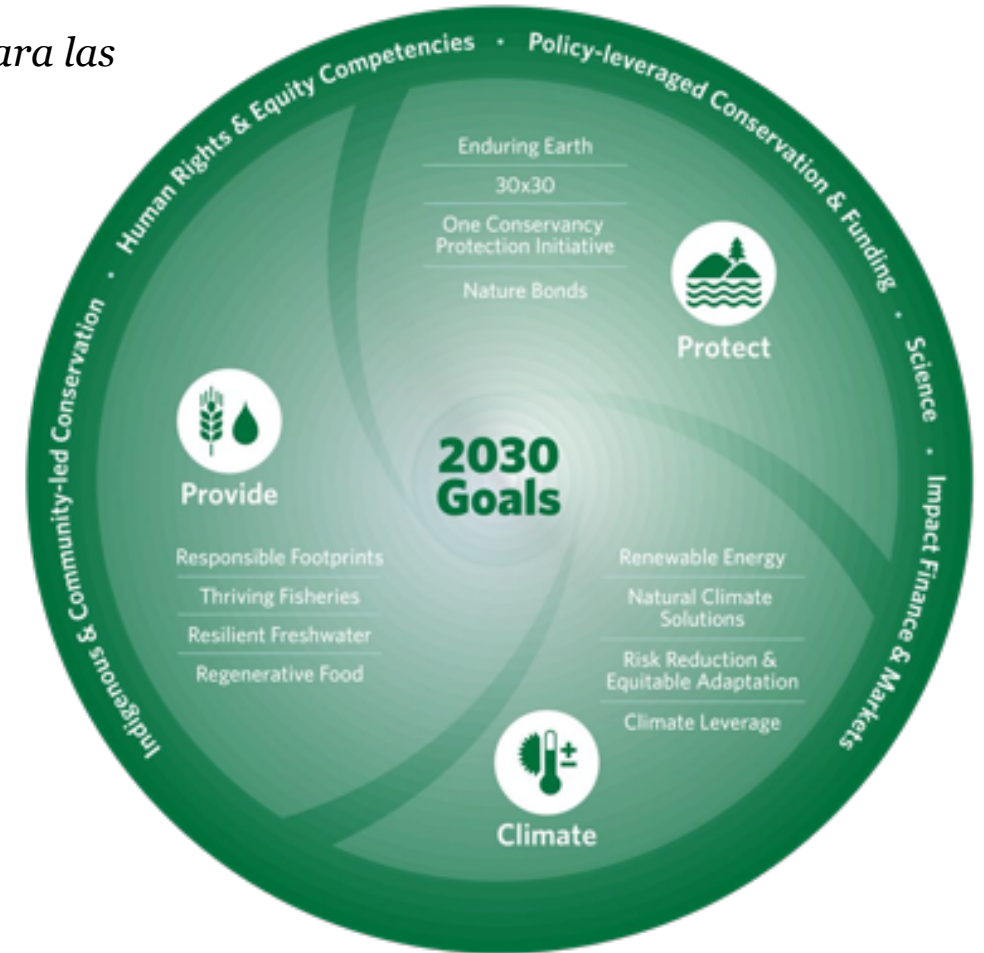 ara las
Indigenous & Community-led Conservation • Human Rights & Equity Competencies • Policy-leveraged Conservation & Funding • Science • Impact Finance & Markets
Enduring Earth
30x30
One Conservancy
Protection Initiative
Nature Bonds
Protect
Provide
2030
Goals
Responsible Footprints
Thriving Fisheries
Resilient Freshwater
Regenerative Food
Renewable Energy
Natural Climate
Solutions
Risk Reduction &
Equitable Adaptation
Climate Leverage
Climate